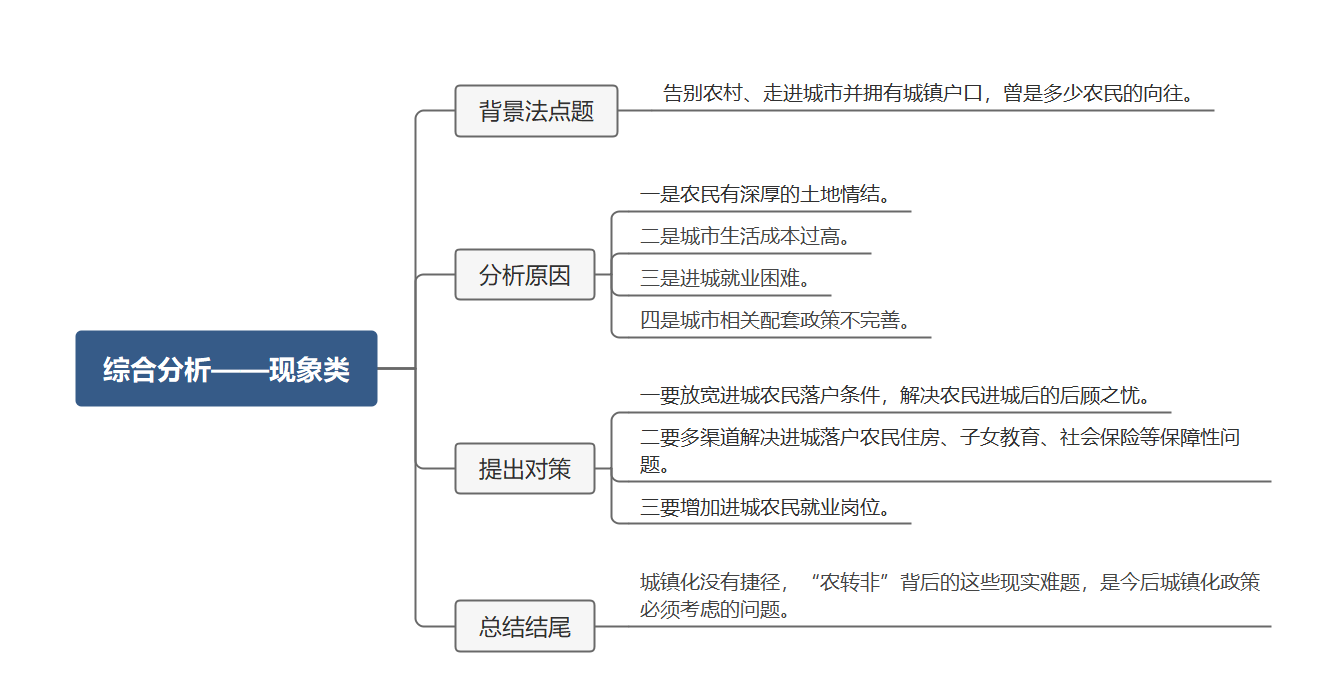 背景法点题
告别农村、走进城市并拥有城镇户口，曾是多少农民的向往。
综合分析——现象类
分析原因
一是农民有深厚的土地情结。
二是城市生活成本过高。
三是进城就业困难。
四是城市相关配套政策不完善。
提出对策
一要放宽进城农民落户条件，解决农民进城后的后顾之忧。
二要多渠道解决进城落户农民住房、子女教育、社会保险等保障性问
题。
三要增加进城农民就业岗位。
总结结尾
城镇化没有捷径，“农转非”背后的这些现实难题，是今后城镇化政策
必须考虑的问题。